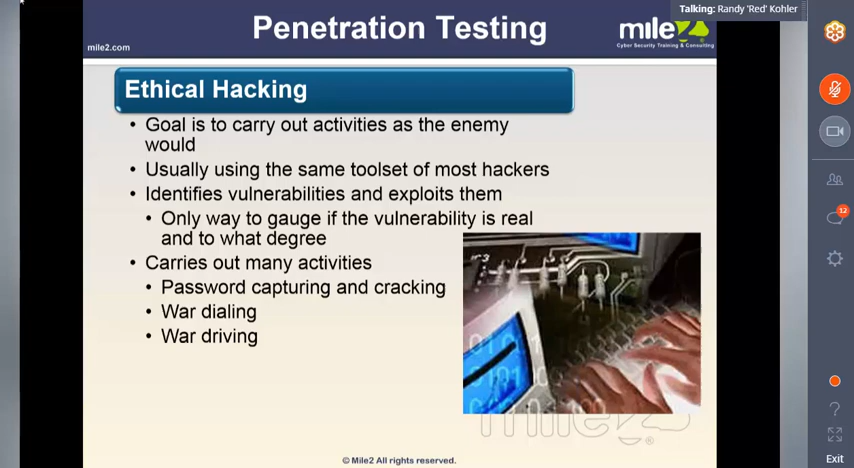 Talking: Randy 'Red' Kohler
Penetration Testing
mile2
Cyber Security Training & Consulting
mile2.com
Ethical Hacking
• Goal is to carry out activities as the enemy
would
• Usually using the same toolset of most hackers
• Identifies vulnerabilities and exploits them
• Only way to gauge if the vulnerability is real
and to what degree
• Carries out many activities
• Password capturing and cracking
• War dialing
• War driving
12
?
Exit
© Mile2 All rights reserved.